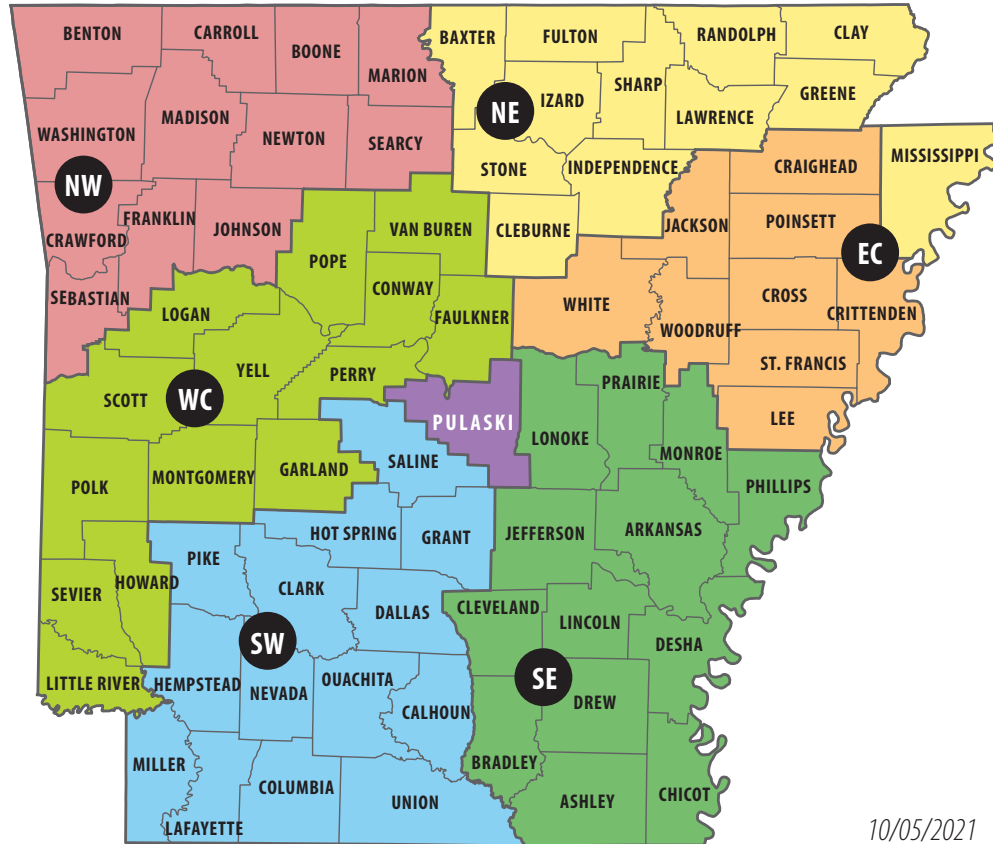 BENTON
CARROLL
BOONE
MARION
BAXTER
FULTON
RANDOLPH
CLAY
SHARP
IZARD
GREENE
LAWRENCE
NE
WASHINGTON
MADISON
NEWTON
SEARCY
STONE
INDEPENDENCE
CRAIGHEAD
MISSISSIPPI
NW
FRANKLIN
CRAWFORD
JOHNSON
POPE
VAN BUREN
CLEBURNE
JACKSON
POINSETT
EC
SEBASTIAN
LOGAN
CONWAY
FAULKNER
WHITE
WOODRUFF
CROSS
CRITTENDEN
ST. FRANCIS
YELL
PERRY
SCOTT
WC
PULASKI
PRAIRIE
LEE
LONOKE
MONROE
SALINE
GARLAND
MONTGOMERY
POLK
PHILLIPS
HOT SPRING
GRANT
JEFFERSON
ARKANSAS
PIKE
HOWARD
SEVIER
CLARK
DALLAS
CLEVELAND
LINCOLN
DESHA
SW
SE
LITTLE RIVER
HEMPSTEAD
NEVADA
OUACHITA
CALHOUN
DREW
MILLER
BRADLEY
COLUMBIA
UNION
ASHLEY
CHICOT
LAFAYETTE
10/05/2021